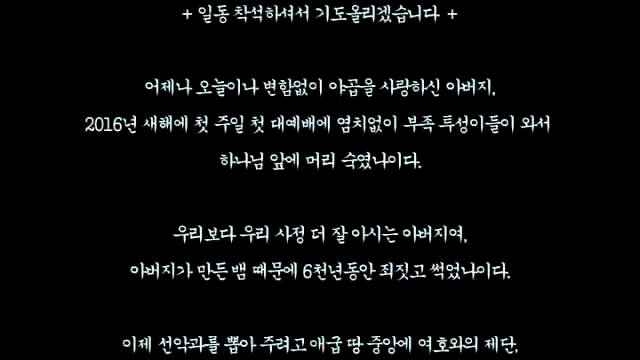 + 일동 착석하셔서 기도올리겠습니다 +
어제나 오늘이나 변함없이 야곱을 사랑하신 아버지,
2016년 새해에 첫 주일 첫 대예배에 염치없이 부족 투성이들이 와서
하나님 앞에 머리 숙였나이다.
우리보다 우리 사정 더 잘 아시는 아버지여,
아버지가 만든 뱀 때문에 6천년동안 죄짓고 썩었나이다.
이제 선악과를 뽑아 주려고 애굽 땅 중앙에 여호와의 제단,